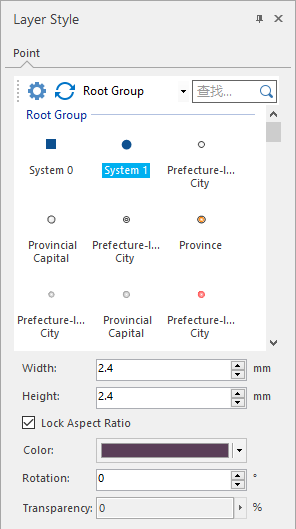 Layer Style
Point
Root Group
查找...
Root Group
System 0
System 1
Prefecture-l...
City
Provincial
Capital
Prefecture-l...
City
Province
Prefecture-l...
City
Provincial
Capital
Prefecture-l...
City
Width: 2.4 mm
Height: 2.4 mm
Lock Aspect Ratio
Color:
Rotation: 0 °
Transparency: 0 %